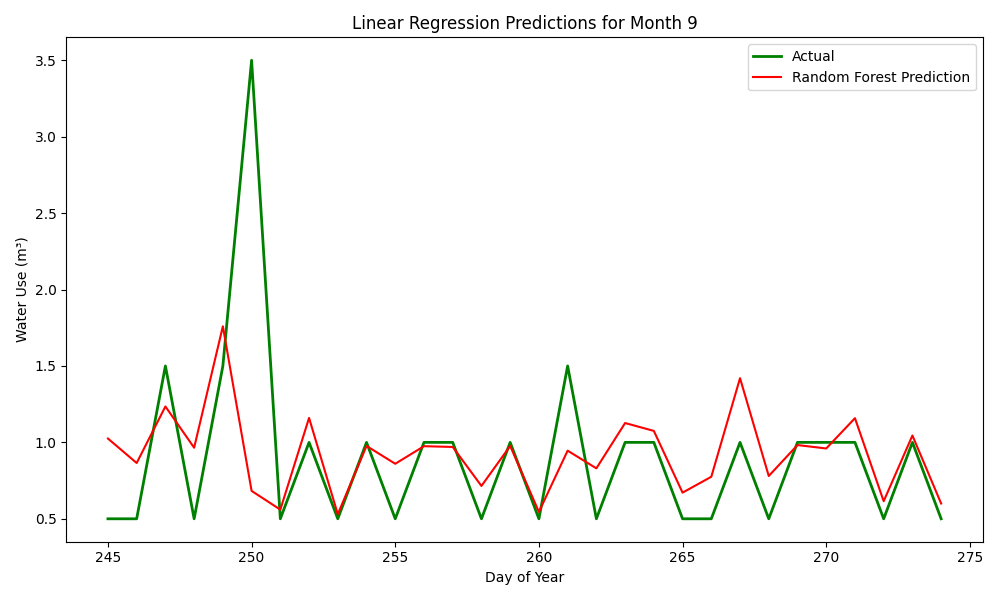 Linear Regression Predictions for Month 9
Actual
Random Forest Prediction
Water Use (m³)
3.5
3.0
2.5
2.0
1.5
1.0
0.5
245
250
255
260
265
270
275
Day of Year